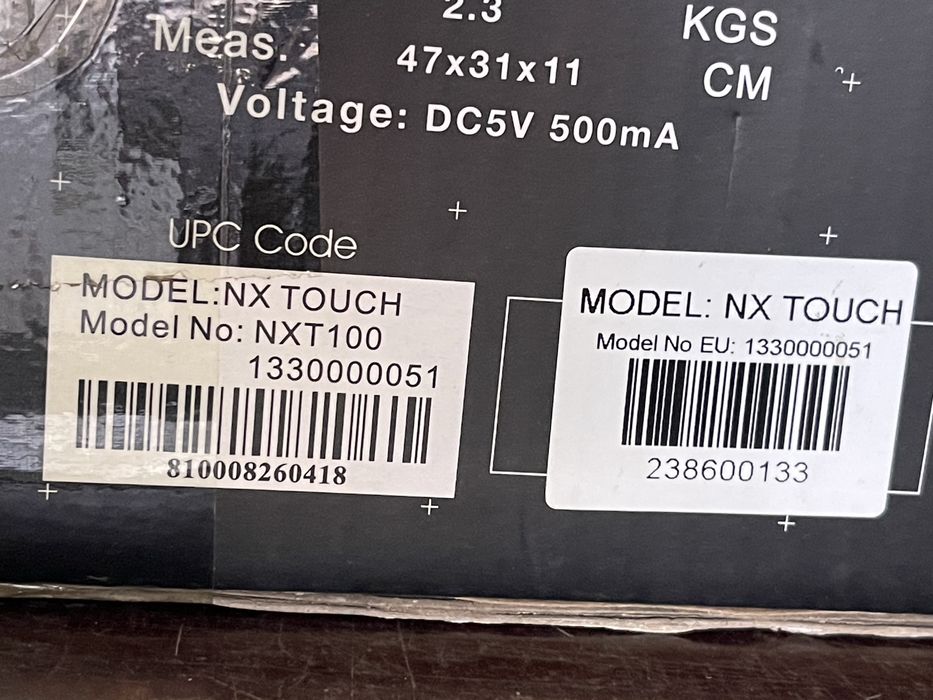 2.3 KGS
Meas. 47x31x11 CM
Voltage: DC5V 500mA
UPC Code
MODEL:NX TOUCH
Model No: NXT100
1330000051
810008260418
MODEL: NX TOUCH
Model No EU: 1330000051
238600133